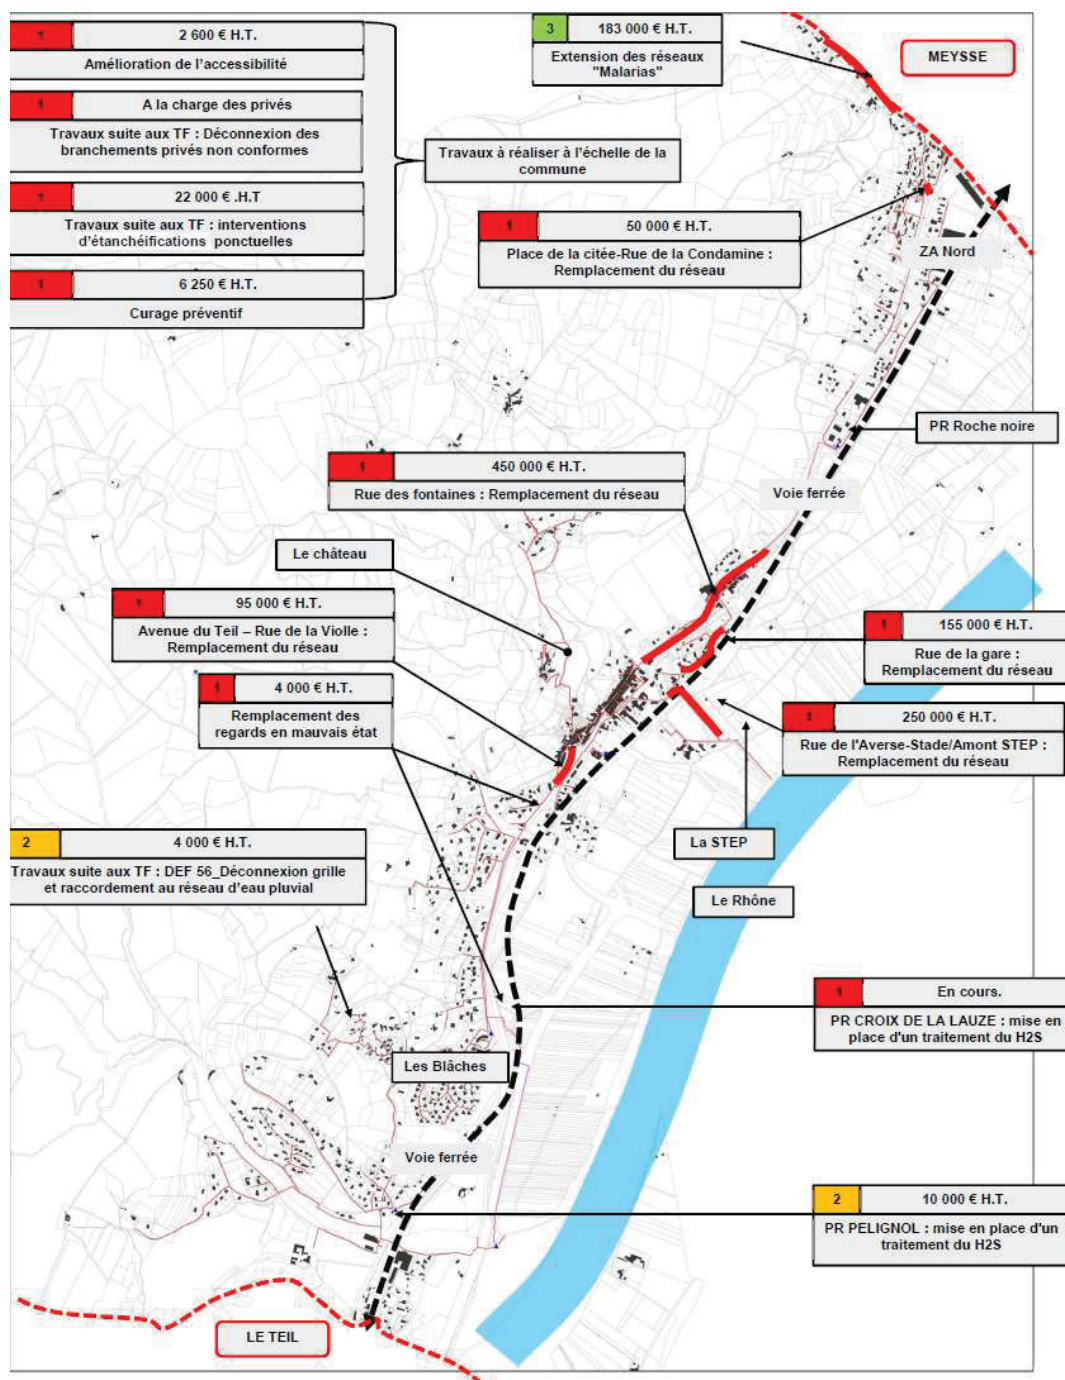 1 2 600 € H.T.
Amélioration de l'accessibilité
1 A la charge des privés
Travaux suite aux TF : Déconnexion des
branchements privés non conformes
1 22 000 € .H.T
Travaux suite aux TF : interventions
d'étanchéifications ponctuelles
1 6 250 € H.T.
Curage préventif
Travaux à réaliser à l'échelle de la
commune
3 183 000 € H.T.
Extension des réseaux
"Malarias"
MEYSSE
1 50 000 € H.T.
Place de la citée-Rue de la Condamine :
Remplacement du réseau
ZA Nord
PR Roche noire
1 450 000 € H.T.
Rue des fontaines : Remplacement du réseau
Voie ferrée
Le château
1 95 000 € H.T.
Avenue du Teil – Rue de la Violle :
Remplacement du réseau
1 155 000 € H.T.
Rue de la gare :
Remplacement du réseau
1 4 000 € H.T.
Remplacement des
regards en mauvais état
1 250 000 € H.T.
Rue de l'Averse-Stade/Amont STEP :
Remplacement du réseau
2 4 000 € H.T.
Travaux suite aux TF : DEF 56_Déconnexion grille
et raccordement au réseau d'eau pluvial
La STEP
Le Rhône
1 En cours.
PR CROIX DE LA LAUZE : mise en
place d'un traitement du H2S
Les Blâches
Voie ferrée
2 10 000 € H.T.
PR PELIGNOL : mise en place d'un
traitement du H2S
LE TEIL